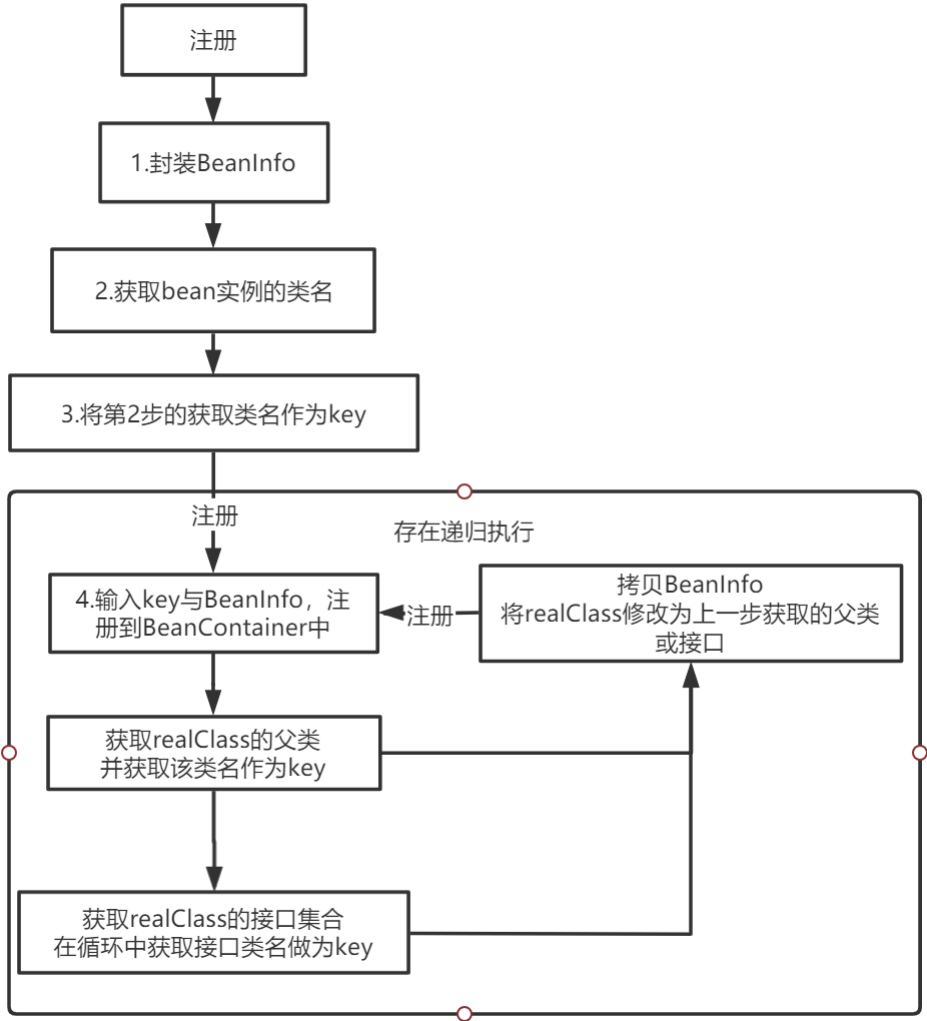 注册
1.封装BeanInfo
2.获取bean实例的类名
3.将第2步的获取类名作为key
注册
存在递归执行
4.输入key与BeanInfo，注
册到BeanContainer中
注册
拷贝BeanInfo
将realClass修改为上一步获取的父类
或接口
获取realClass的父类
并获取该类名作为key
获取realClass的接口集合
在循环中获取接口类名做为key